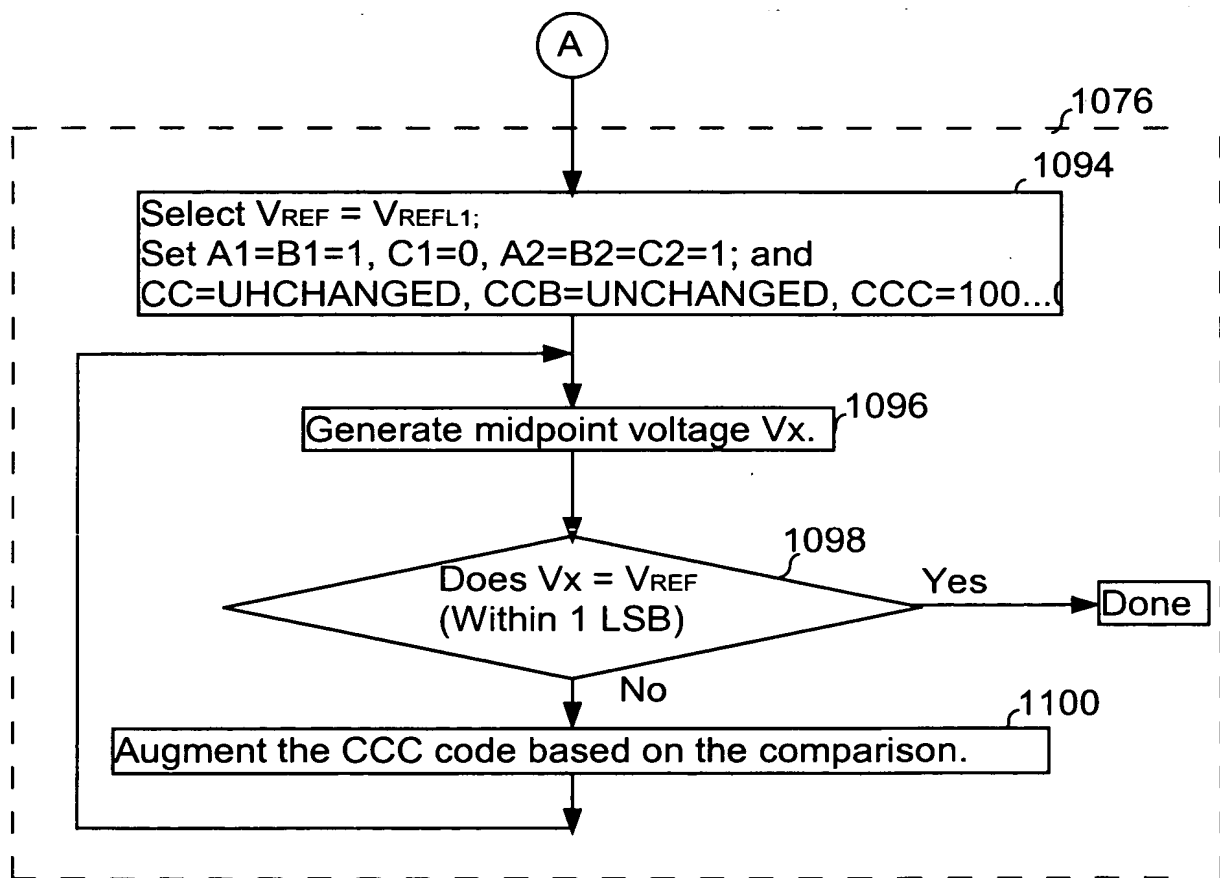 A
1076
1094
Select VREF = VREFL1;
Set A1=B1=1, C1=0, A2=B2=C2=1; and
CC=UHCHANGED, CCB=UNCHANGED, CCC=100...0
1096
Generate midpoint voltage Vx.
1098
Does Vx = VREF
(Within 1 LSB)
Yes
Done
No
1100
Augment the CCC code based on the comparison.